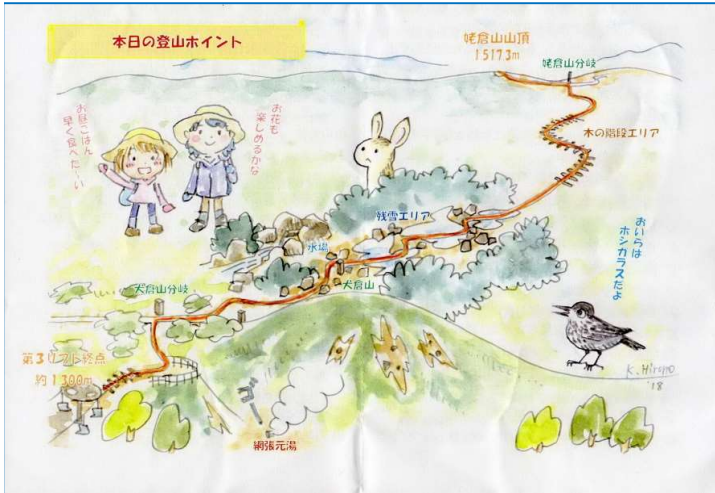 本日の登山ポイント
姥倉山山頂
1517.3m
姥倉山分岐
木の階段エリア
お昼ごはん
早く食べた～い
お花も
楽しめるかな
残雪エリア
水場
おいらは
ホシガラスだよ
犬倉山分岐
犬倉山
第3リフト終点
約1300m
ゴー
網張元湯
K.Hirano
'18